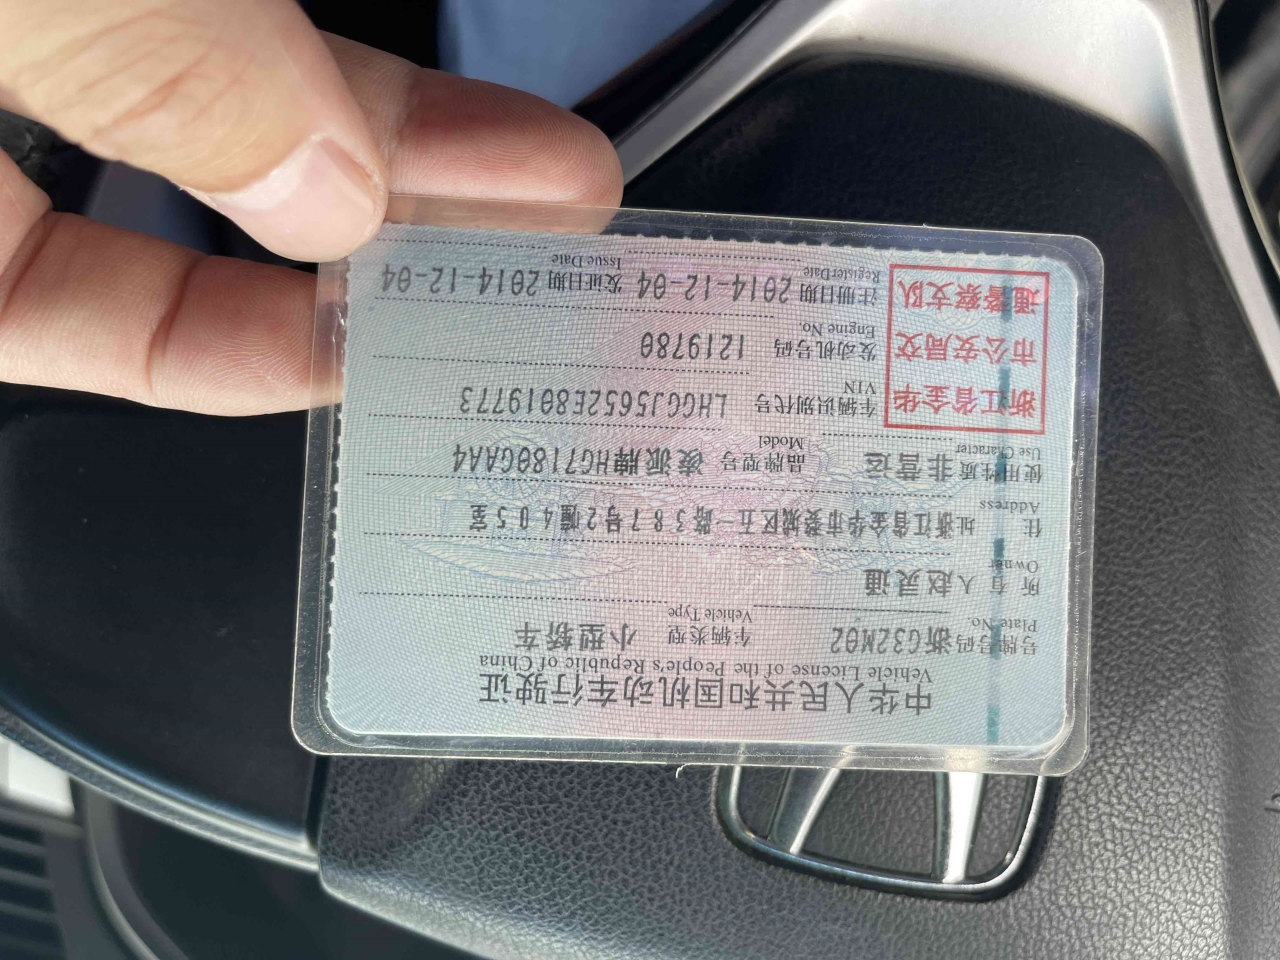 中华人民共和国机动车行驶证
Vehicle License of the People's Republic of China
号牌号码 浙G32M02 车辆类型 小型轿车
Plate No. Vehicle Type
所有人 赵灵通
Owner
住址 浙江省金华市婺城区五一路387号2幢405室
Address
使用性质 非营运 品牌型号 凌派牌HG7180GAA4
Use Character Model
浙江省金华
市公安局交
通警察支队
车辆识别代号 LHGGJ5652E8019773
VIN
发动机号码 1219780
Engine No.
注册日期 2014-12-04 发证日期 2014-12-04
RegisterDate Issue Date